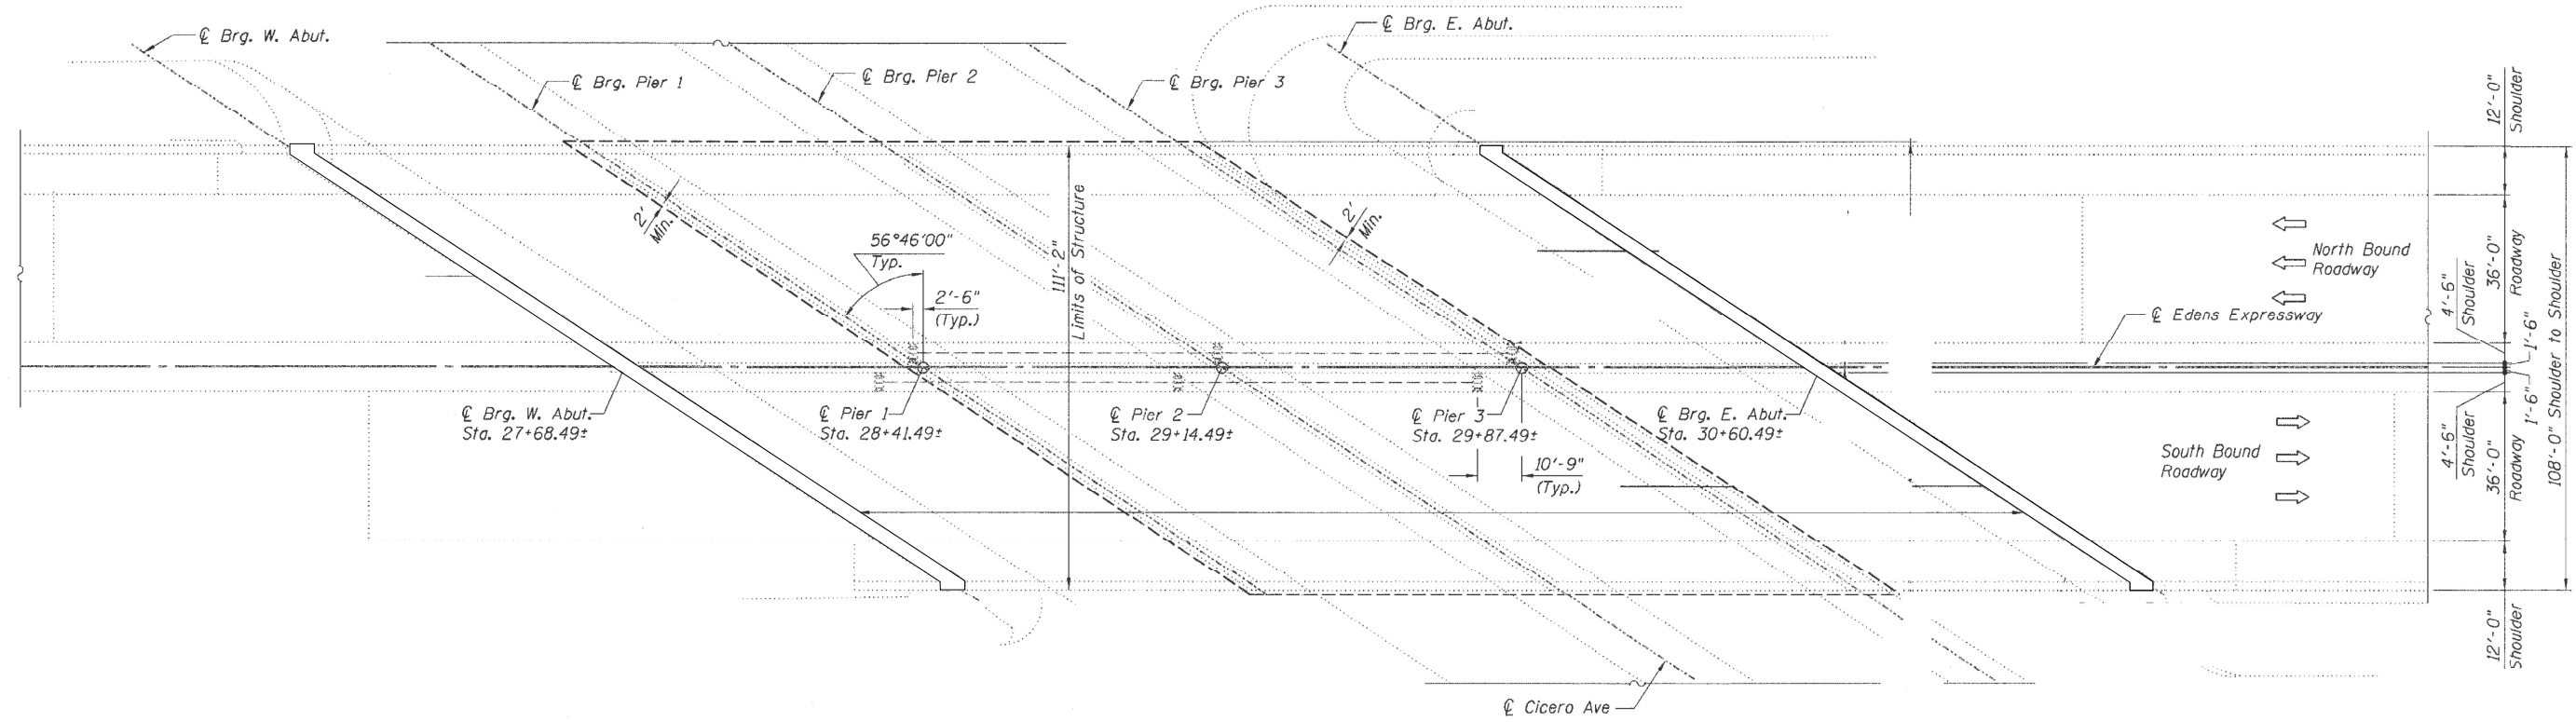 ℄ Brg. W. Abut.
℄ Brg. Pier 1
℄ Brg. Pier 2
℄ Brg. Pier 3
℄ Brg. E. Abut.
12'-0"
Shoulder
2'
Min.
56°46'00"
Typ.
2'-6"
(Typ.)
111'-2"
Limits of Structure
2'
Min.
North Bound
Roadway
℄ Edens Expressway
36'-0"
Roadway
4'-6"
Shoulder
1'-6"
1'-6"
108'-0" Shoulder to Shoulder
℄ Brg. W. Abut.
Sta. 27+68.49±
℄ Pier 1
Sta. 28+41.49±
℄ Pier 2
Sta. 29+14.49±
℄ Pier 3
Sta. 29+87.49±
℄ Brg. E. Abut.
Sta. 30+60.49±
10'-9"
(Typ.)
South Bound
Roadway
4'-6"
Shoulder
36'-0"
Roadway
12'-0"
Shoulder
℄ Cicero Ave